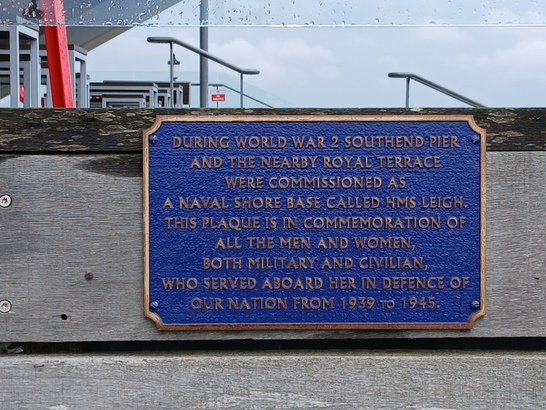 DURING WORLD WAR 2 SOUTHEND PIER
AND THE NEARBY ROYAL TERRACE
WERE COMMISSIONED AS
A NAVAL SHORE BASE CALLED HMS LEIGH.
THIS PLAQUE IS IN COMMEMORATION OF
ALL THE MEN AND WOMEN,
BOTH MILITARY AND CIVILIAN,
WHO SERVED ABOARD HER IN DEFENCE OF
OUR NATION FROM 1939 TO 1945.